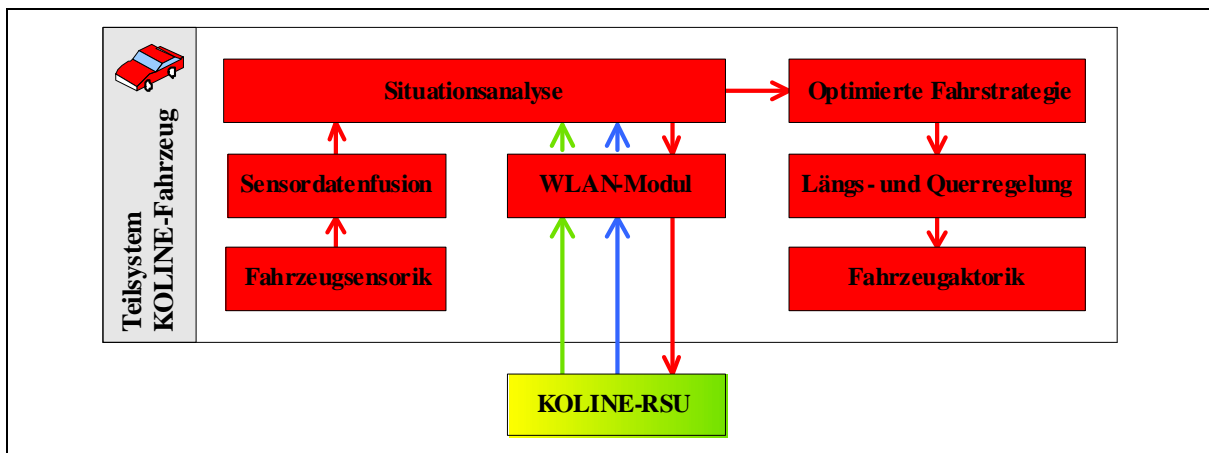 Teilsystem
KOLINE-Fahrzeug
Situationsanalyse
Optimierte Fahrstrategie
Sensordatenfusion
WLAN-Modul
Längs- und Querregelung
Fahrzeugsensorik
Fahrzeugaktorik
KOLINE-RSU